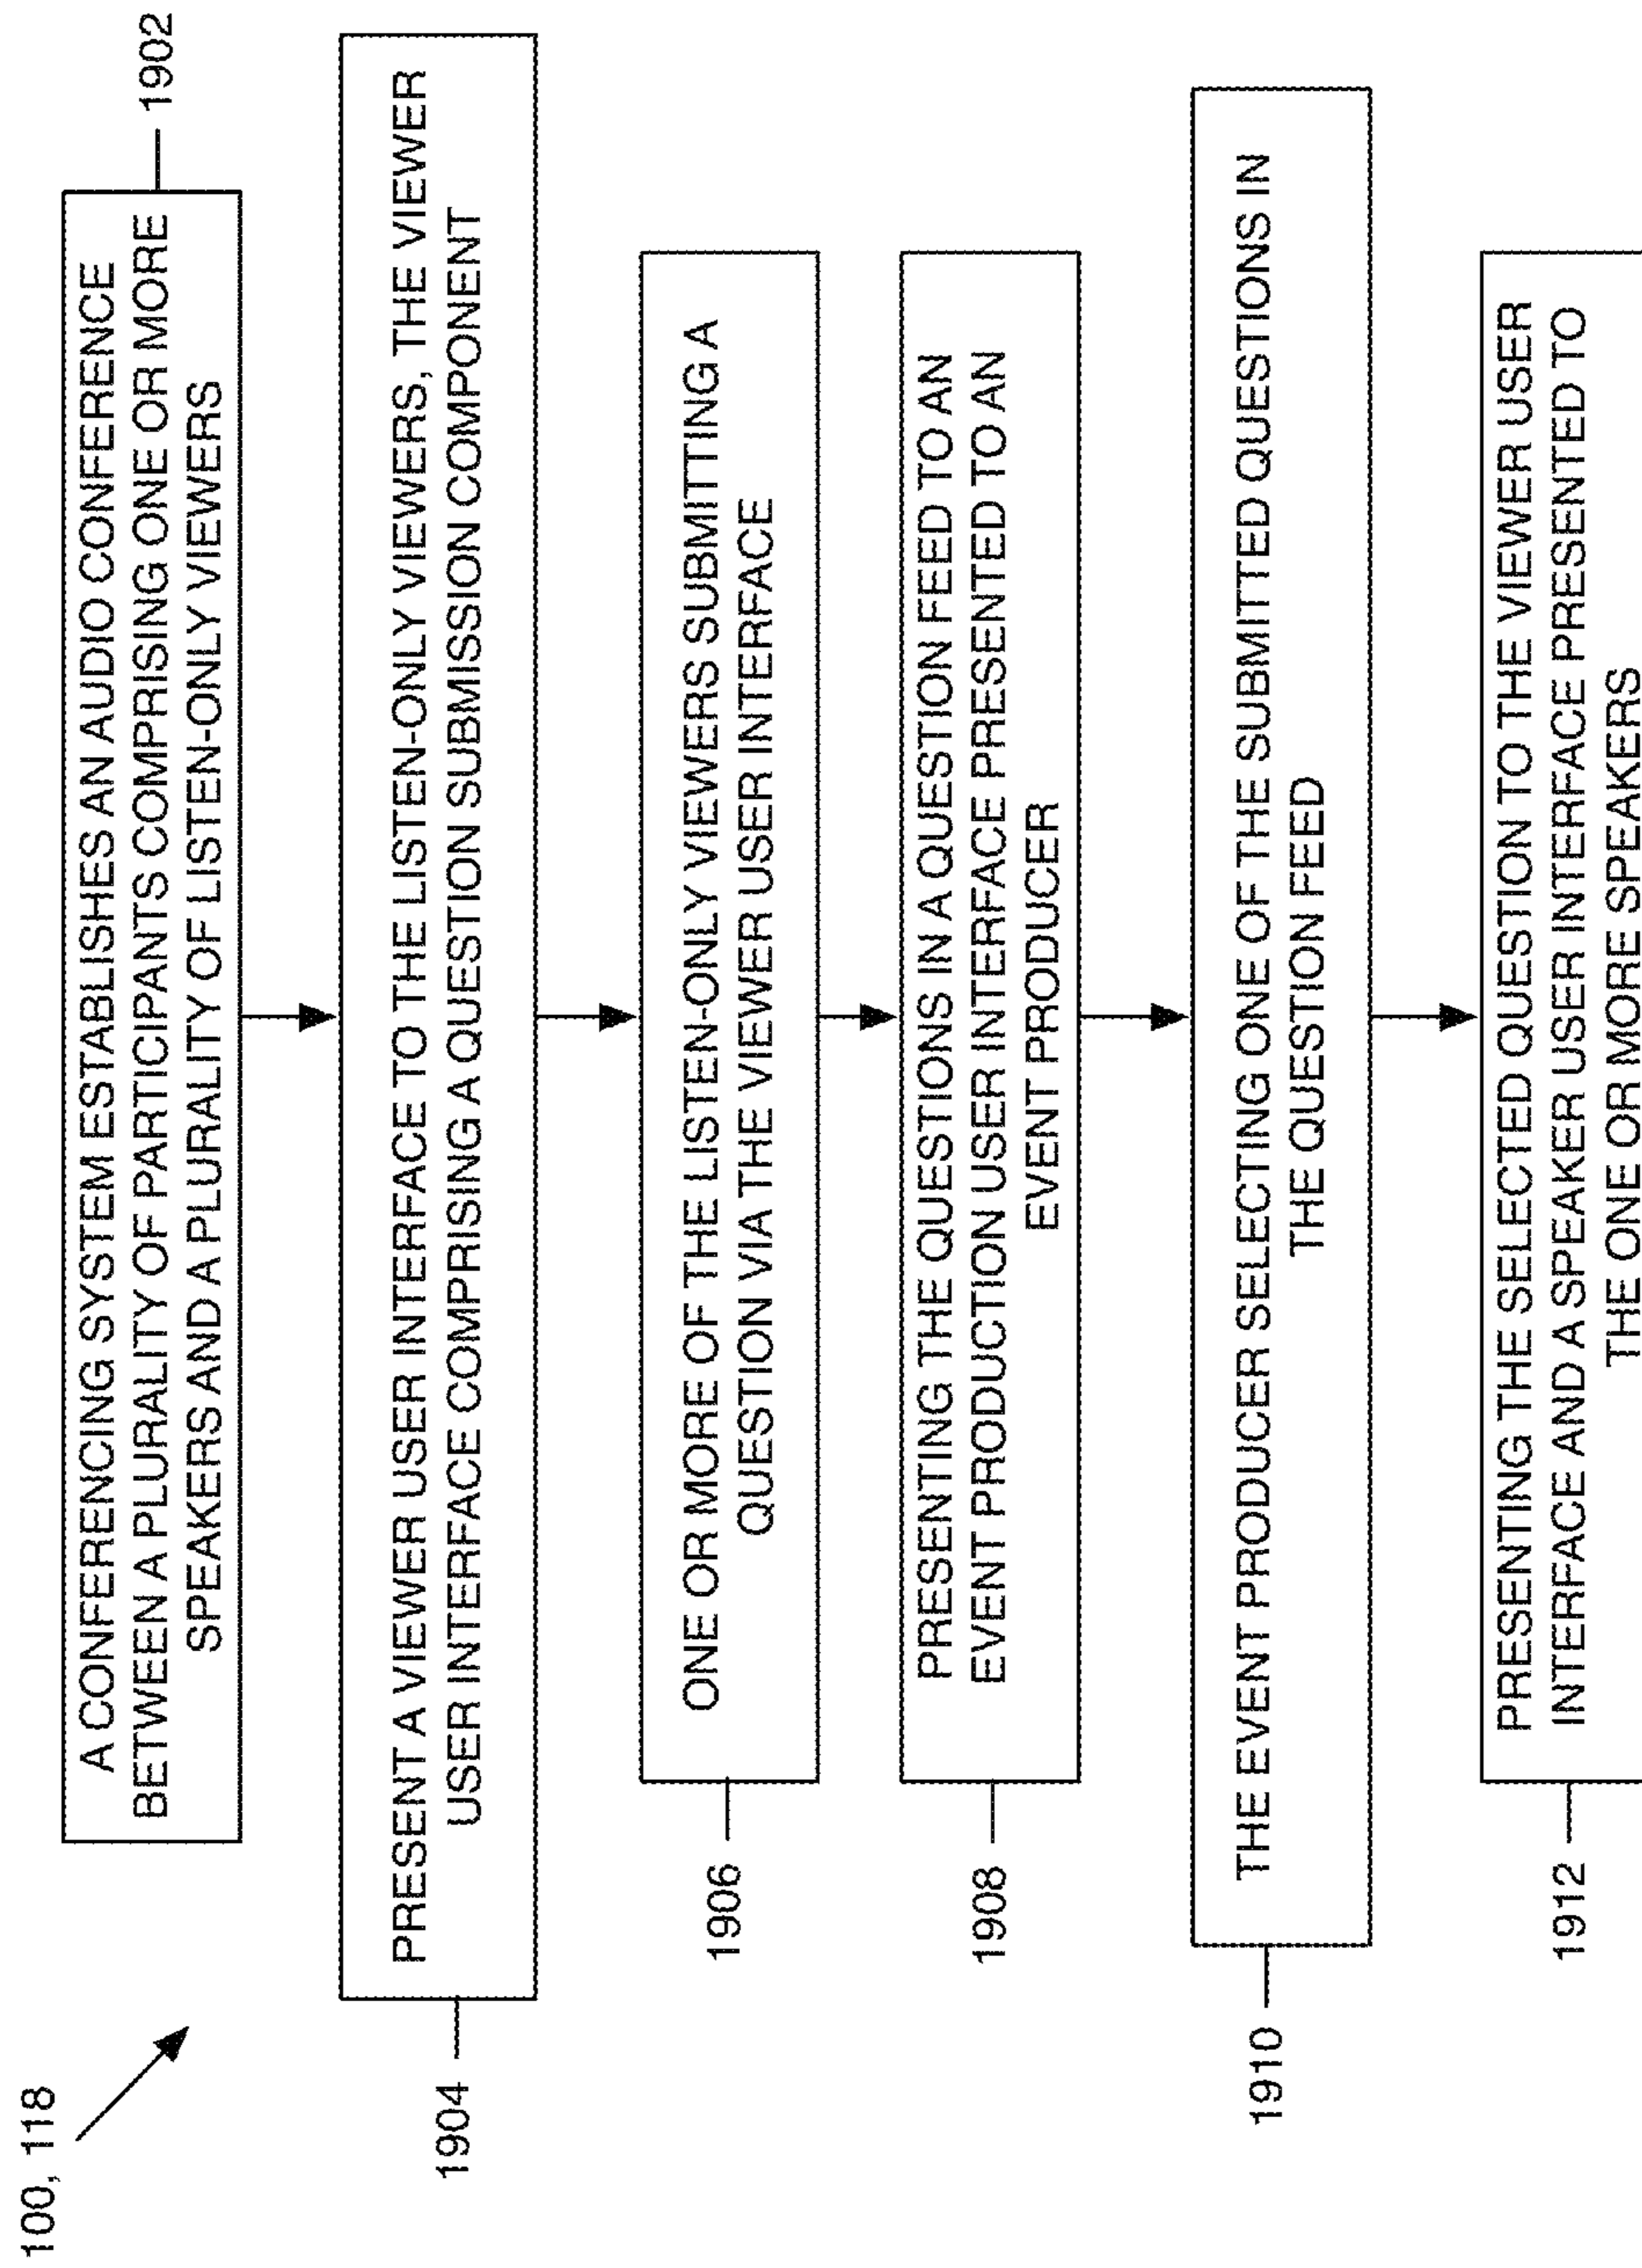 100, 118
A CONFERENCING SYSTEM ESTABLISHES AN AUDIO CONFERENCE
BETWEEN A PLURALITY OF PARTICIPANTS COMPRISING ONE OR MORE
SPEAKERS AND A PLURALITY OF LISTEN-ONLY VIEWERS
1902
1904
PRESENT A VIEWER USER INTERFACE TO THE LISTEN-ONLY VIEWERS, THE VIEWER
USER INTERFACE COMPRISING A QUESTION SUBMISSION COMPONENT
1906
ONE OR MORE OF THE LISTEN-ONLY VIEWERS SUBMITTING A
QUESTION VIA THE VIEWER USER INTERFACE
1908
PRESENTING THE QUESTIONS IN A QUESTION FEED TO AN
EVENT PRODUCTION USER INTERFACE PRESENTED TO AN
EVENT PRODUCER
1910
THE EVENT PRODUCER SELECTING ONE OF THE SUBMITTED QUESTIONS IN
THE QUESTION FEED
1912
PRESENTING THE SELECTED QUESTION TO THE VIEWER USER
INTERFACE AND A SPEAKER USER INTERFACE PRESENTED TO
THE ONE OR MORE SPEAKERS